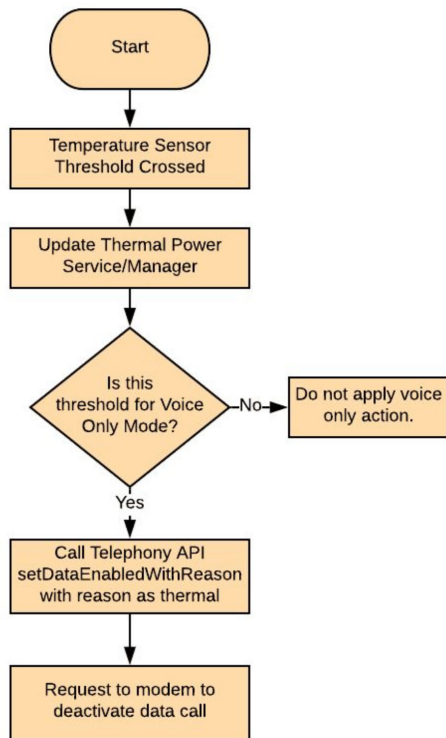 Start
Temperature Sensor
Threshold Crossed
Update Thermal Power
Service/Manager
Is this
threshold for Voice
Only Mode?
No
Do not apply voice
only action.
Yes
Call Telephony API
setDataEnabledWithReason
with reason as thermal
Request to modem to
deactivate data call